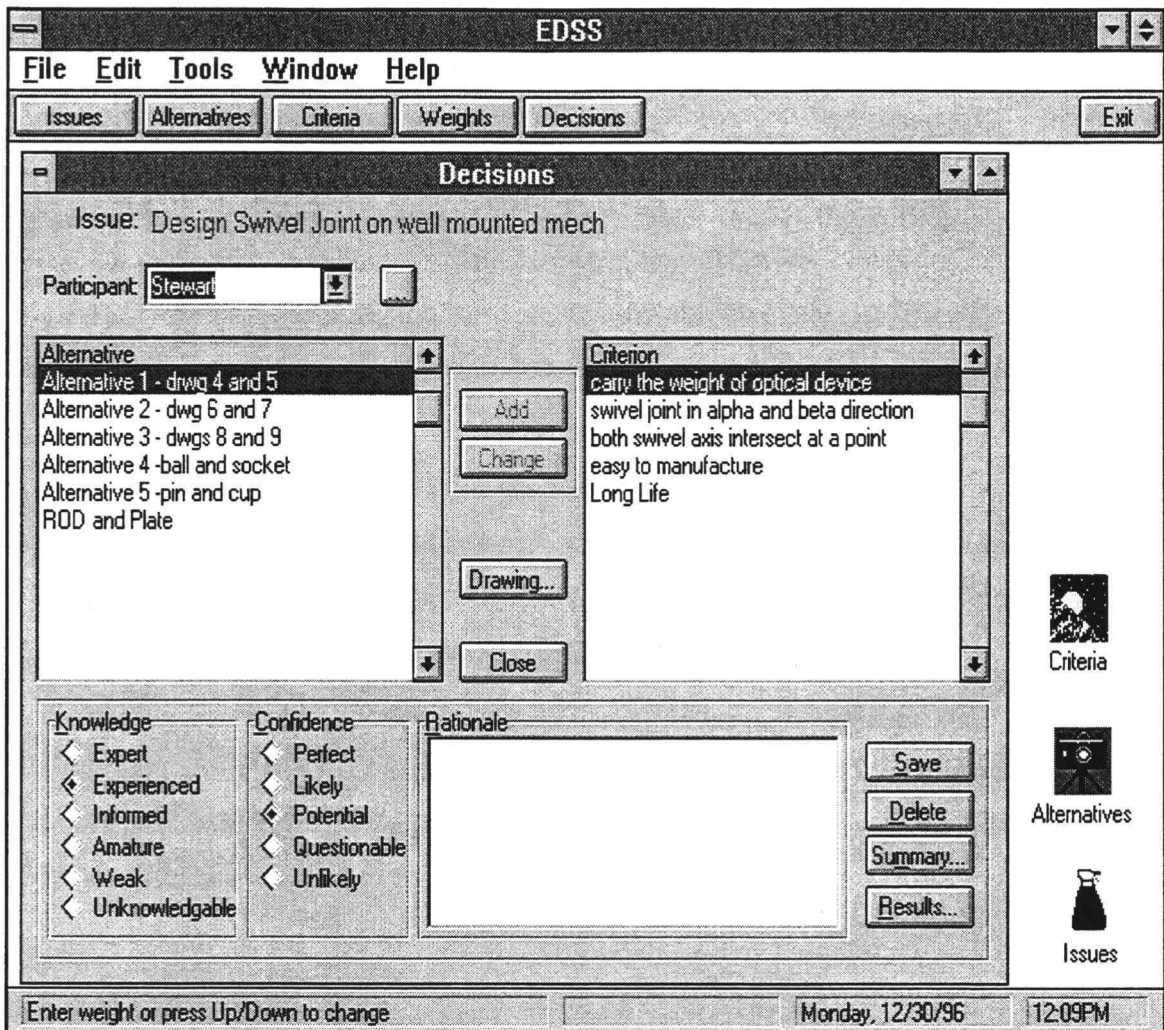 EDSS
File Edit Tools Window Help
Issues Alternatives Criteria Weights Decisions Exit
Decisions
Issue: Design Swivel Joint on wall mounted mech
Participant: Stewart ...
Alternative
Alternative 1 - drwg 4 and 5
Alternative 2 - dwg 6 and 7
Alternative 3 - dwgs 8 and 9
Alternative 4 -ball and socket
Alternative 5 -pin and cup
ROD and Plate
Add
Change
Drawing...
Close
Criterion
carry the weight of optical device
swivel joint in alpha and beta direction
both swivel axis intersect at a point
easy to manufacture
Long Life
Knowledge
Expert
Experienced
Informed
Amature
Weak
Unknowledgable
Confidence
Perfect
Likely
Potential
Questionable
Unlikely
Rationale
Save
Delete
Summary...
Results...
Criteria
Alternatives
Issues
Enter weight or press Up/Down to change Monday, 12/30/96 12:09PM